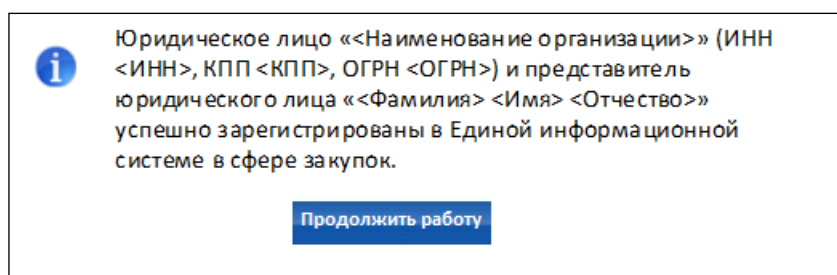 Юридическое лицо «<Наименование организации>» (ИНН
<ИНН>, КПП <КПП>, ОГРН <ОГРН>) и представитель
юридического лица «<Фамилия> <Имя> <Отчество>»
успешно зарегистрированы в Единой информационной
системе в сфере закупок.
Продолжить работу